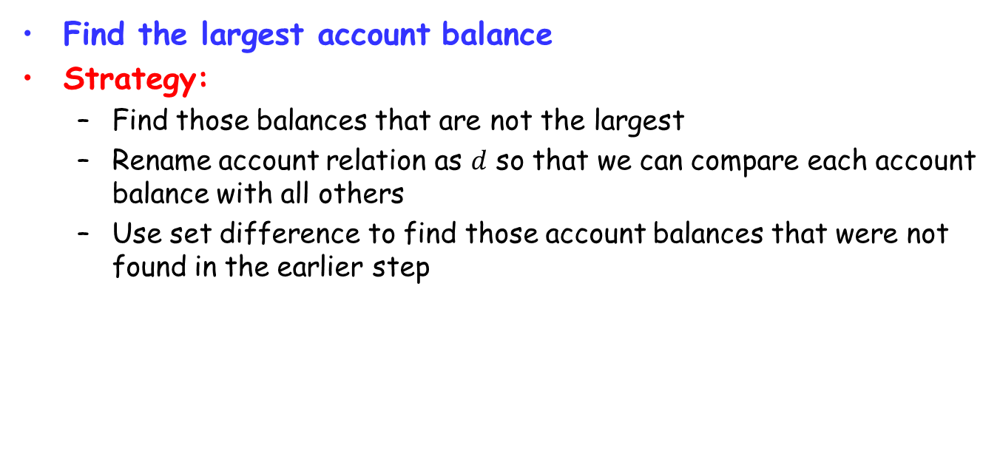 • Find the largest account balance
• Strategy:
– Find those balances that are not the largest
– Rename account relation as d so that we can compare each account
balance with all others
– Use set difference to find those account balances that were not
found in the earlier step